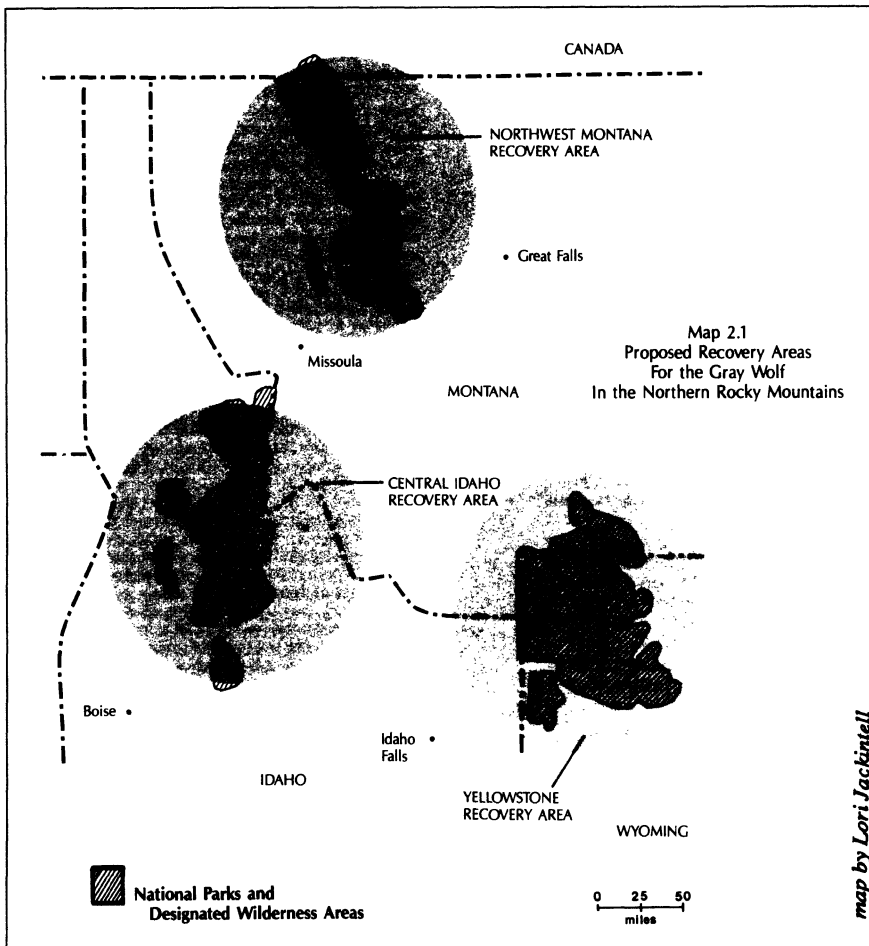 CANADA
NORTHWEST MONTANA
RECOVERY AREA
• Great Falls
Map 2.1
Proposed Recovery Areas
For the Gray Wolf
In the Northern Rocky Mountains
• Missoula
MONTANA
CENTRAL IDAHO
RECOVERY AREA
Boise •
Idaho •
Falls
IDAHO
YELLOWSTONE
RECOVERY AREA
WYOMING
National Parks and
Designated Wilderness Areas
0 25 50
miles
map by Lori Jackintell